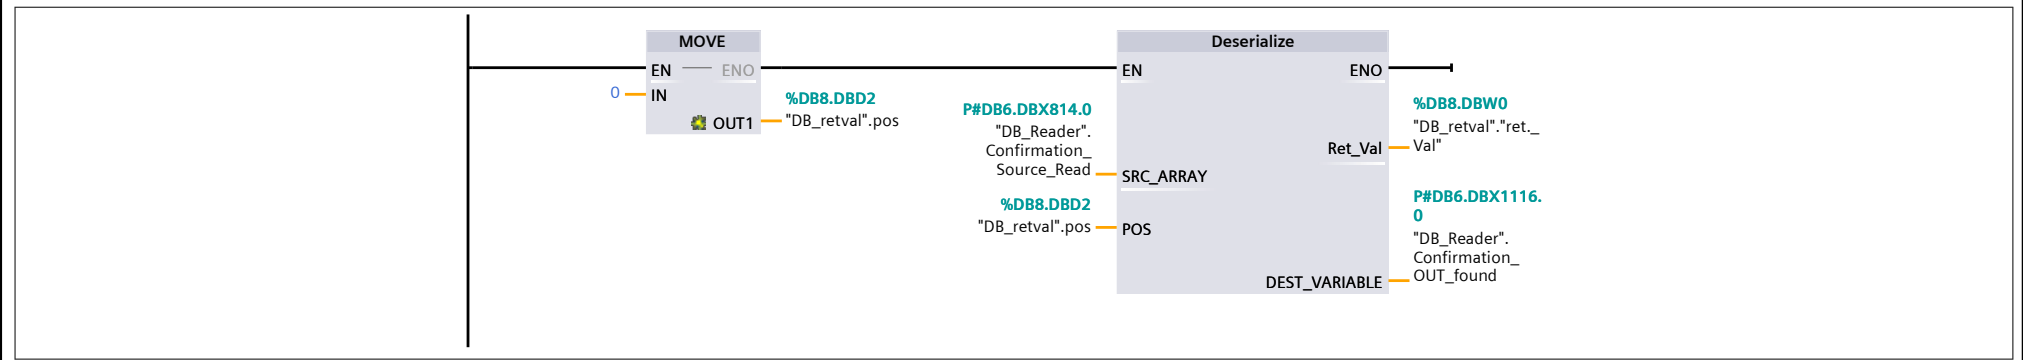 MOVE
EN
ENO
0
IN
OUT1
%DB8.DBD2
"DB_retval".pos
Deserialize
EN
ENO
P#DB6.DBX814.0
"DB_Reader".
Confirmation_
Source_Read
SRC_ARRAY
%DB8.DBD2
"DB_retval".pos
POS
Ret_Val
%DB8.DBW0
"DB_retval"."ret._
Val"
DEST_VARIABLE
P#DB6.DBX1116.
0
"DB_Reader".
Confirmation_
OUT_found